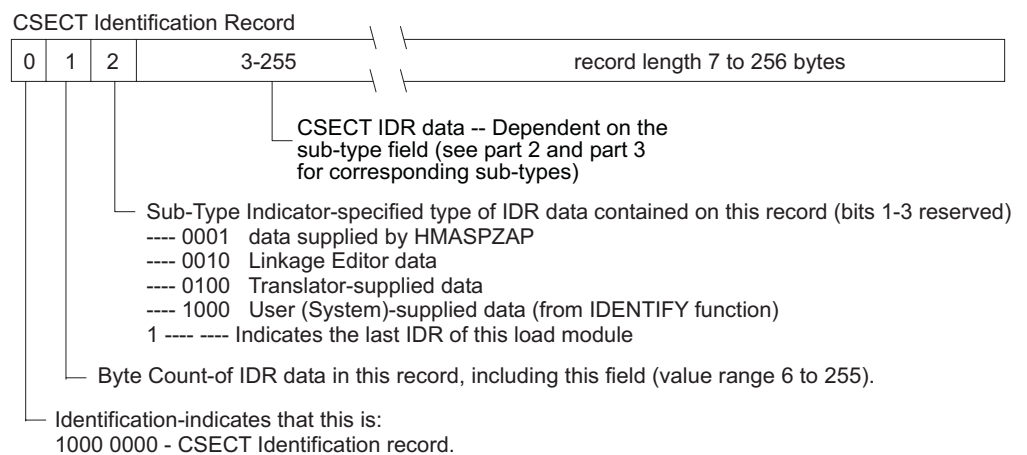 CSECT Identification Record
0 1 2 3-255 record length 7 to 256 bytes
CSECT IDR data -- Dependent on the
sub-type field (see part 2 and part 3
for corresponding sub-types)
Sub-Type Indicator-specified type of IDR data contained on this record (bits 1-3 reserved)
---- 0001 data supplied by HMASPZAP
---- 0010 Linkage Editor data
---- 0100 Translator-supplied data
---- 1000 User (System)-supplied data (from IDENTIFY function)
1 ---- ---- Indicates the last IDR of this load module
Byte Count-of IDR data in this record, including this field (value range 6 to 255).
Identification-indicates that this is:
1000 0000 - CSECT Identification record.